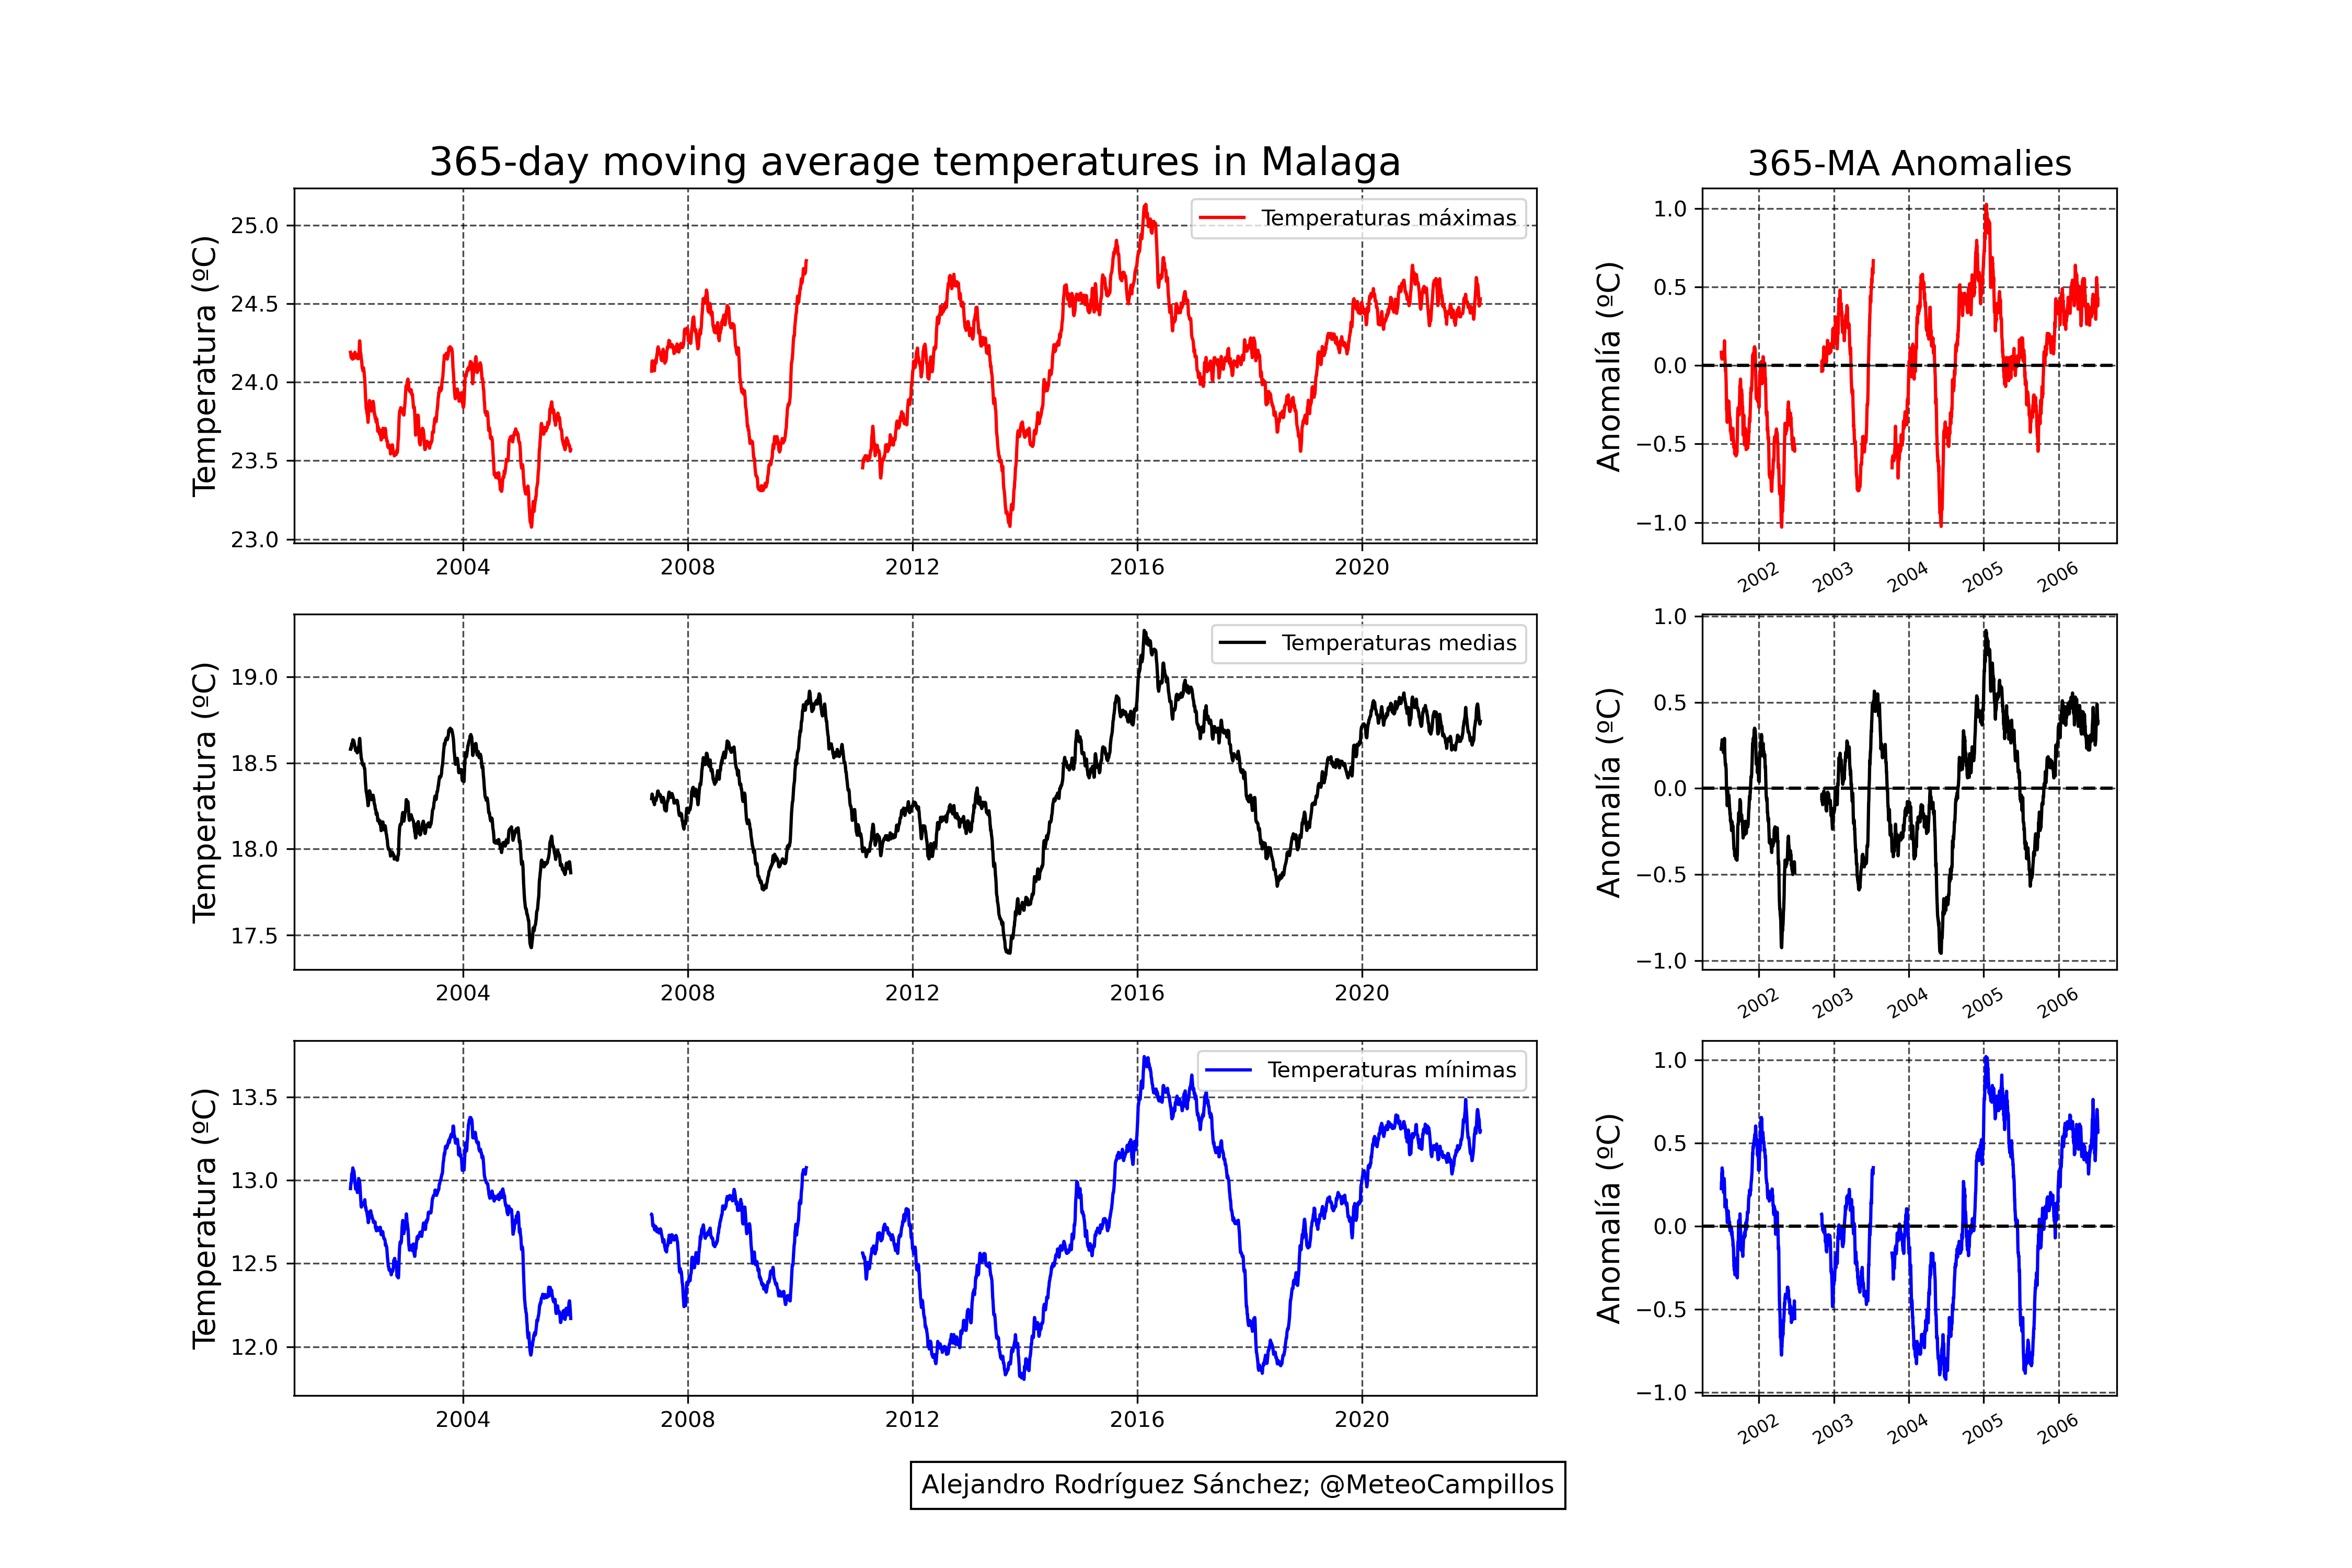 365-day moving average temperatures in Malaga
365-MA Anomalies
Temperatura (ºC)
25.0
24.5
24.0
23.5
23.0
Temperaturas máximas
2004 2008 2012 2016 2020
Anomalía (ºC)
1.0
0.5
0.0
−0.5
−1.0
2002 2003 2004 2005 2006
Temperatura (ºC)
19.0
18.5
18.0
17.5
Temperaturas medias
2004 2008 2012 2016 2020
Anomalía (ºC)
1.0
0.5
0.0
−0.5
−1.0
2002 2003 2004 2005 2006
Temperatura (ºC)
13.5
13.0
12.5
12.0
Temperaturas mínimas
2004 2008 2012 2016 2020
Anomalía (ºC)
1.0
0.5
0.0
−0.5
−1.0
2002 2003 2004 2005 2006
Alejandro Rodríguez Sánchez; @MeteoCampillos